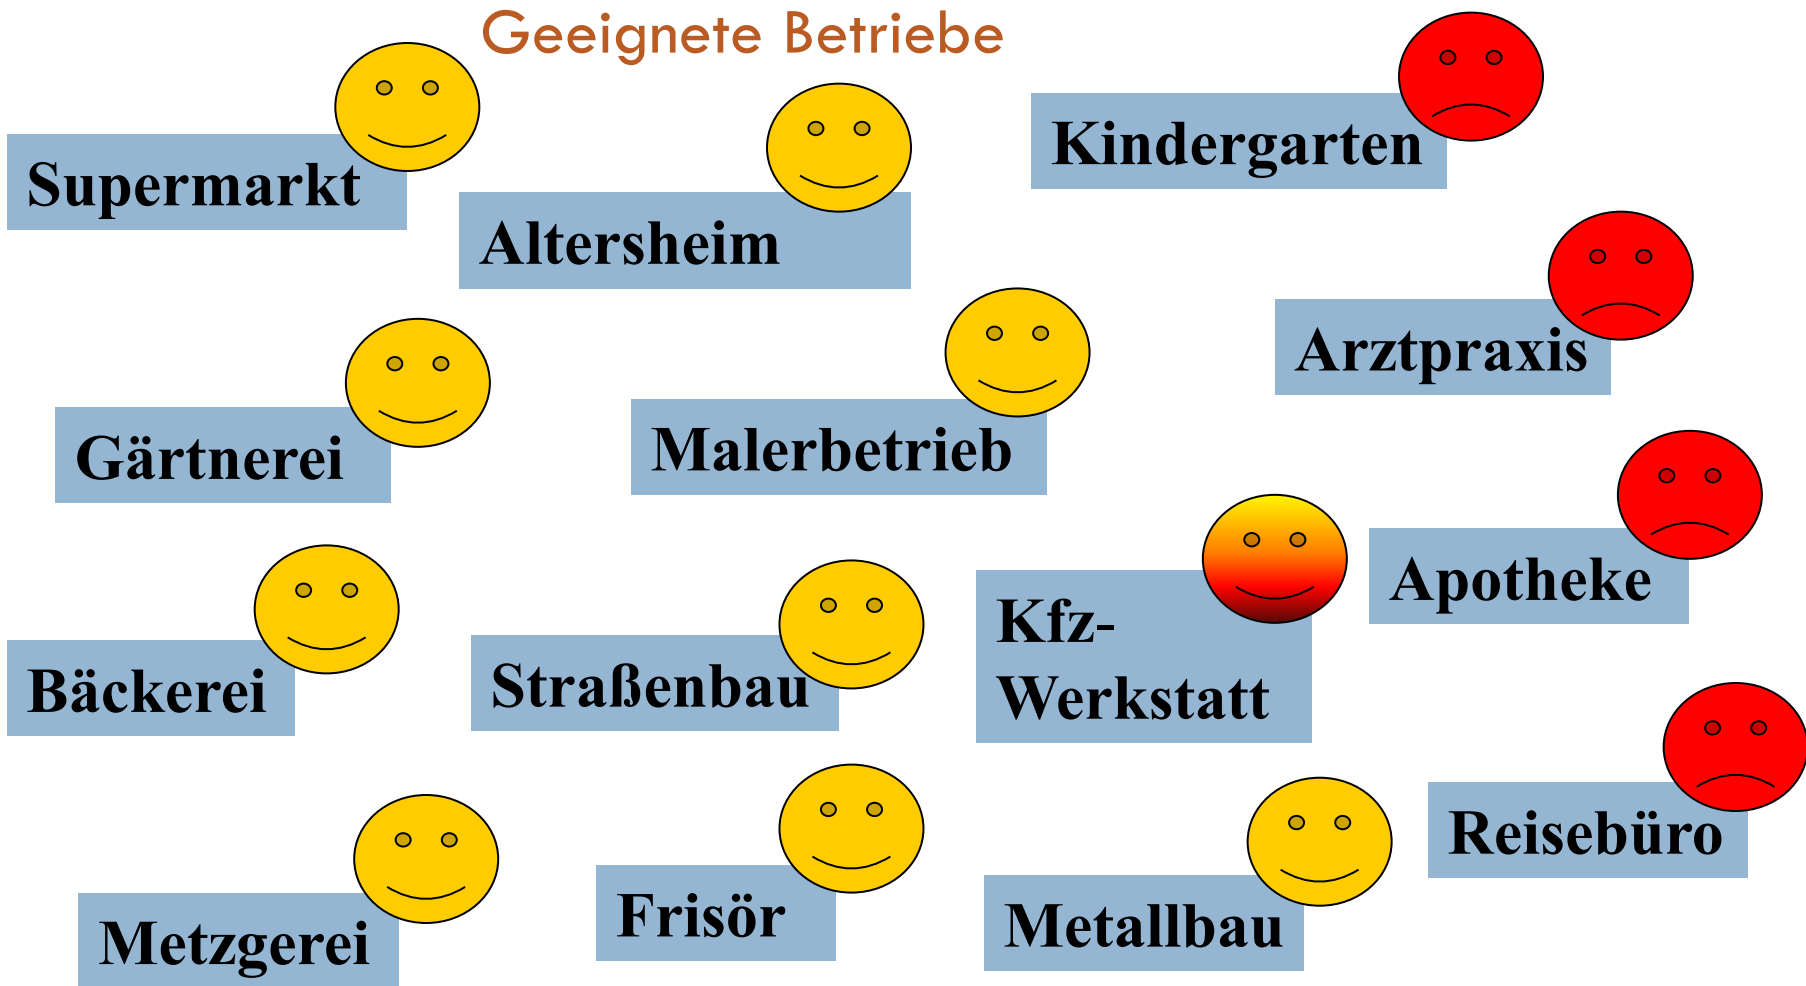 Geeignete Betriebe
Supermarkt
Altersheim
Kindergarten
Arztpraxis
Gärtnerei
Malerbetrieb
Apotheke
Bäckerei
Straßenbau
Kfz-
Werkstatt
Reisebüro
Metzgerei
Frisör
Metallbau